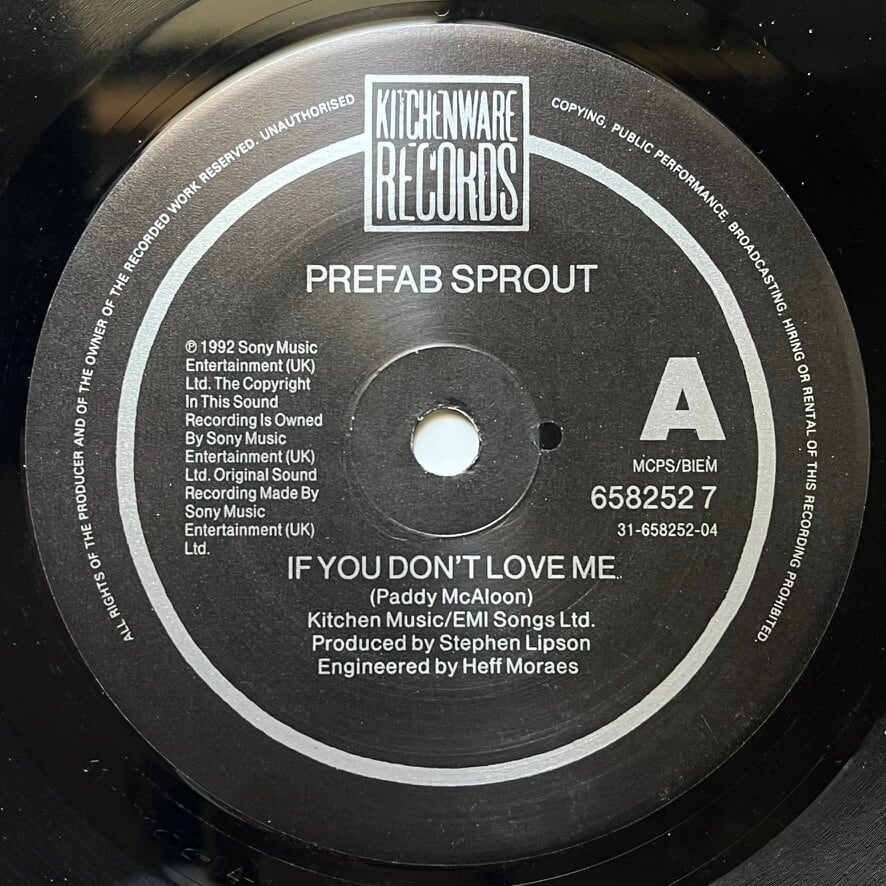 KITCHENWARE
RECORDS
PREFAB SPROUT
℗ 1992 Sony Music
Entertainment (UK)
Ltd. The Copyright
In This Sound
Recording Is Owned
By Sony Music
Entertainment (UK)
Ltd. Original Sound
Recording Made By
Sony Music
Entertainment (UK)
Ltd.
A
MCPS/BIEM
658252 7
31-658252-04
IF YOU DON'T LOVE ME
(Paddy McAloon)
Kitchen Music/EMI Songs Ltd.
Produced by Stephen Lipson
Engineered by Heff Moraes
ALL RIGHTS OF THE PRODUCER AND OF THE OWNER OF THE RECORDED WORK RESERVED. UNAUTHORISED
COPYING, PUBLIC PERFORMANCE, BROADCASTING, HIRING OR RENTAL OF THIS RECORDING PROHIBITED.